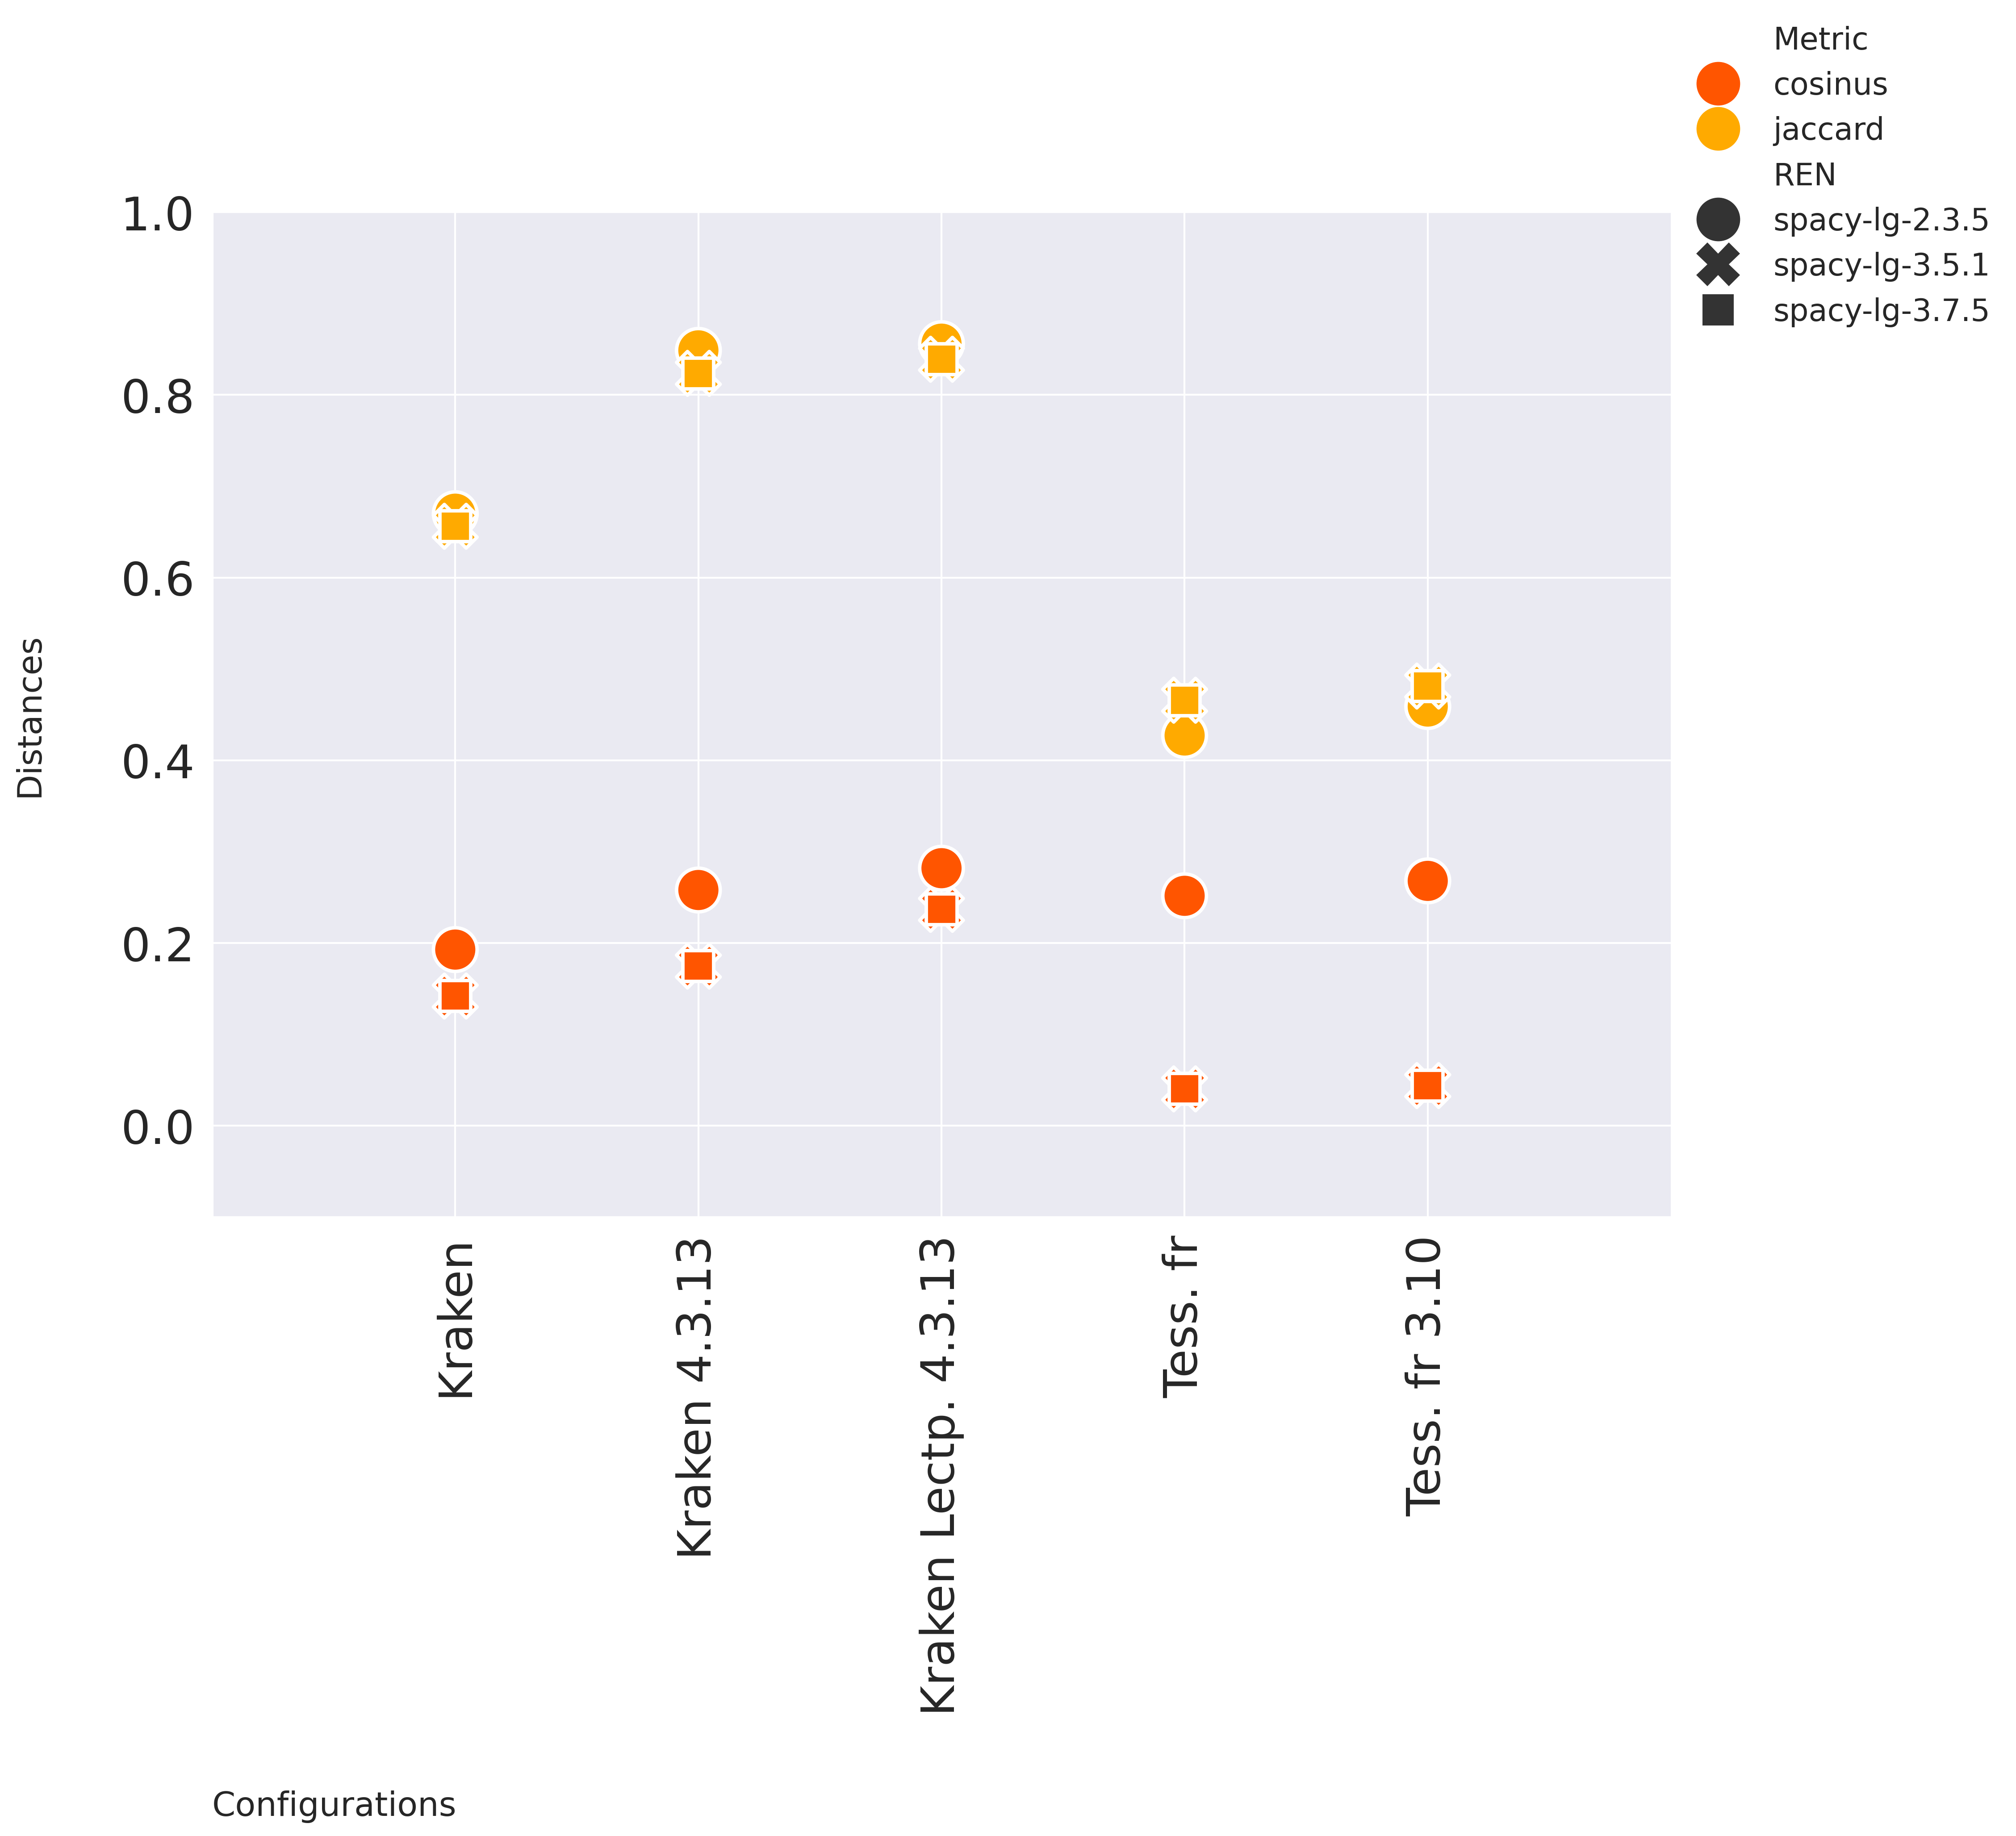 Metric
cosinus
jaccard
REN
spacy-lg-2.3.5
spacy-lg-3.5.1
spacy-lg-3.7.5
1.0
0.8
0.6
0.4
0.2
0.0
Distances
Kraken
Kraken 4.3.13
Kraken Lectp. 4.3.13
Tess. fr
Tess. fr 3.10
Configurations